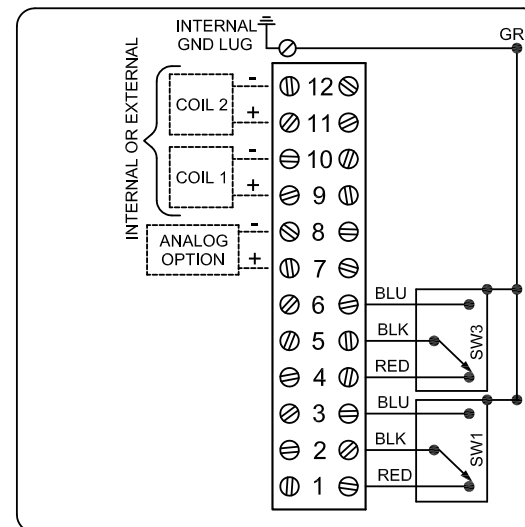 INTERNAL
GND LUG
GR
INTERNAL OR EXTERNAL
COIL 2
-
+
COIL 1
-
+
ANALOG
OPTION
-
+
12
11
10
9
8
7
6
5
4
3
2
1
BLU
BLK
RED
SW3
BLU
BLK
RED
SW1